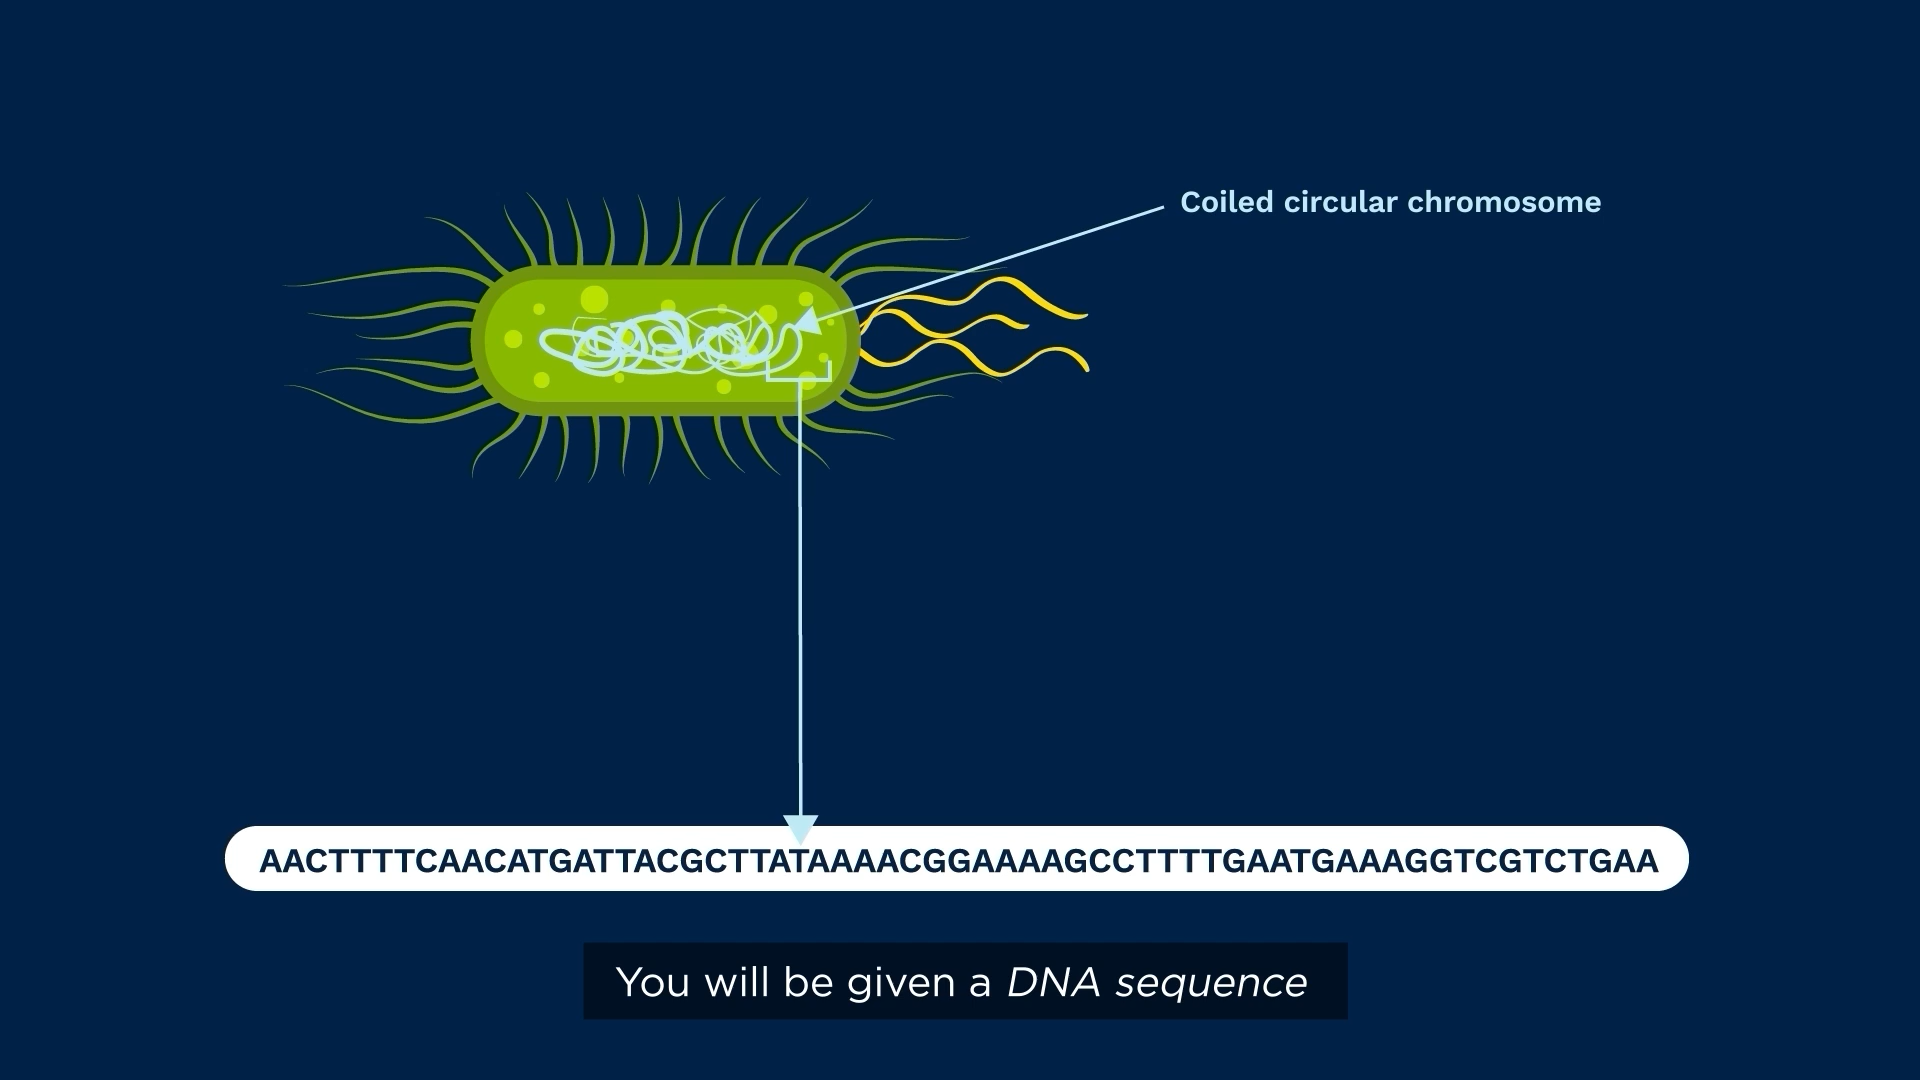 Coiled circular chromosome
AACTTTTCAACATGATTACGCTTATAAAACGGAAAAGCCTTTTGAATGAAAGGTCGTCTGAA
You will be given a DNA sequence